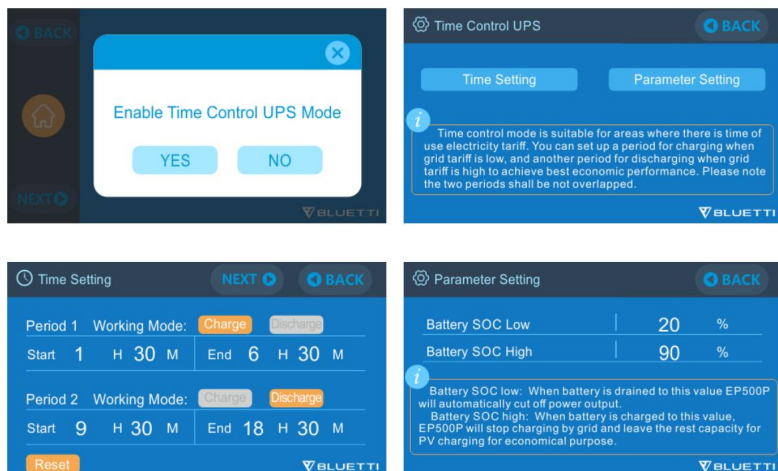 BACK
Enable Time Control UPS Mode
YES NO
NEXT
BLUETTI
Time Control UPS BACK
Time Setting Parameter Setting
i
Time control mode is suitable for areas where there is time of
use electricity tariff. You can set up a period for charging when
grid tariff is low, and another period for discharging when grid
tariff is high to achieve best economic performance. Please note
the two periods shall be not overlapped.
BLUETTI
Time Setting NEXT BACK
Period 1 Working Mode: Charge Discharge
Start 1 H 30 M End 6 H 30 M
Period 2 Working Mode: Charge Discharge
Start 9 H 30 M End 18 H 30 M
Reset BLUETTI
Parameter Setting BACK
Battery SOC Low 20 %
Battery SOC High 90 %
i
Battery SOC low: When battery is drained to this value EP500P
will automatically cut off power output.
Battery SOC high: When battery is charged to this value,
EP500P will stop charging by grid and leave the rest capacity for
PV charging for economical purpose.
BLUETTI